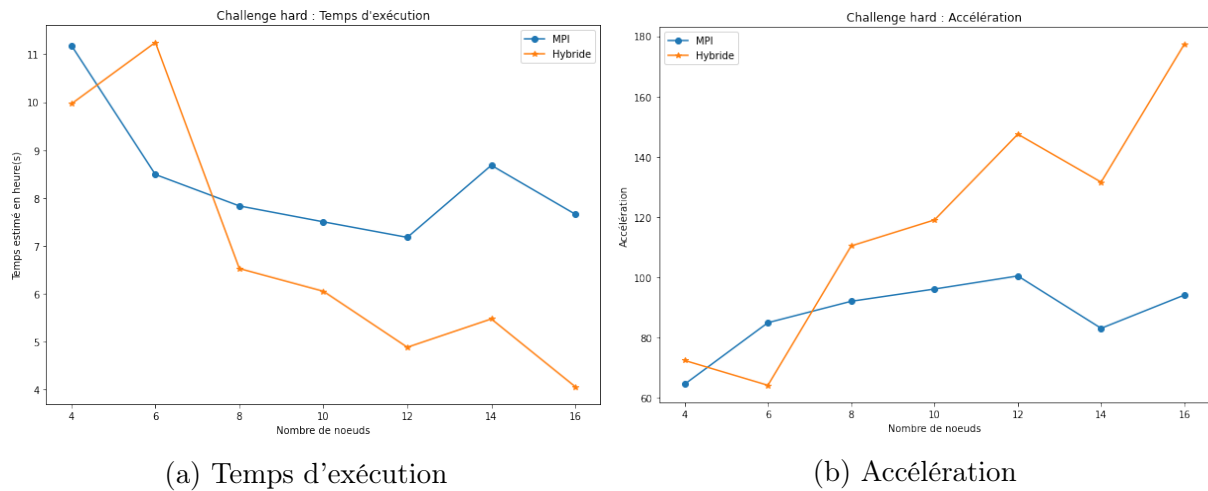 Challenge hard : Temps d'exécution
MPI
Hybride
11
10
9
8
7
6
5
4
Temps estimé en heure(s)
4 6 8 10 12 14 16
Nombre de noeuds
(a) Temps d'exécution
Challenge hard : Accélération
MPI
Hybride
180
160
140
120
100
80
60
Accélération
4 6 8 10 12 14 16
Nombre de noeuds
(b) Accélération